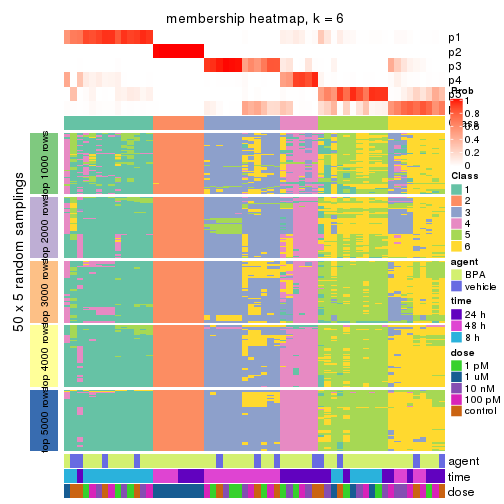 membership heatmap, k = 6
p1
p2
p3
p4
Prob
1
0.8
0.6
0.4
0.2
0
Class
1
2
3
4
5
6
agent
BPA
vehicle
time
24 h
48 h
8 h
dose
1 pM
1 uM
10 nM
100 pM
control
50 x 5 random samplings
top 1000 rows
top 2000 rows
top 3000 rows
top 4000 rows
top 5000 rows
agent
time
dose